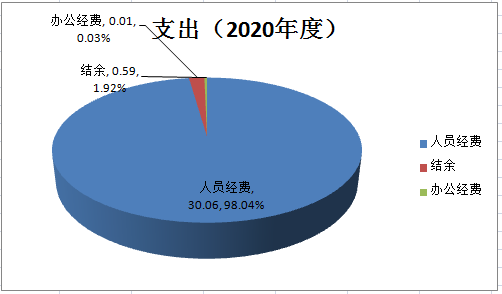 支出（2020年度）
办公经费, 0.01,
0.03%
结余, 0.59,
1.92%
人员经费,
30.06, 98.04%
人员经费
结余
办公经费